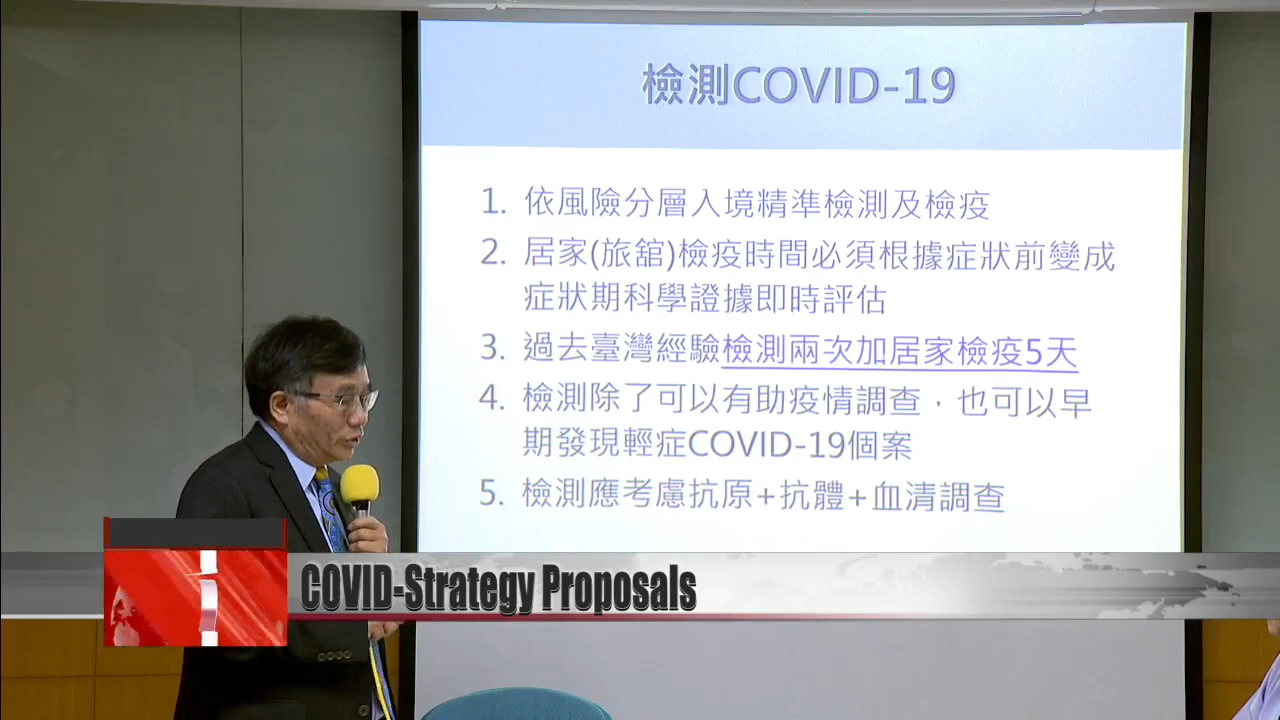 檢測COVID-19
1. 依風險分層入境精準檢測及檢疫
2. 居家(旅舘)檢疫時間必須根據症狀前變成
症狀期科學證據即時評估
3. 過去臺灣經驗檢測兩次加居家檢疫5天
4. 檢測除了可以有助疫情調查，也可以早
期發現輕症COVID-19個案
5. 檢測應考慮抗原+抗體+血清調查
i
COVID-Strategy Proposals